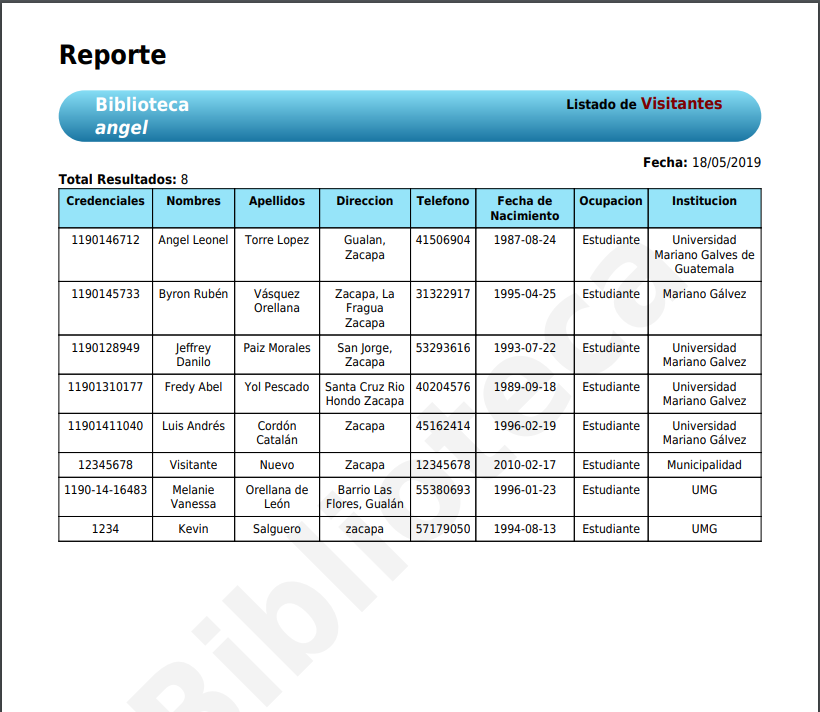 Reporte
Biblioteca
angel
Listado de Visitantes
Fecha: 18/05/2019
Total Resultados: 8
Credenciales Nombres Apellidos Direccion Telefono Fecha de Nacimiento Ocupacion Institucion
1190146712 Angel Leonel Torre Lopez Gualan, Zacapa 41506904 1987-08-24 Estudiante Universidad Mariano Galves de Guatemala
1190145733 Byron Rubén Vásquez Orellana Zacapa, La Fragua Zacapa 31322917 1995-04-25 Estudiante Mariano Gálvez
1190128949 Jeffrey Danilo Paiz Morales San Jorge, Zacapa 53293616 1993-07-22 Estudiante Universidad Mariano Galvez
11901310177 Fredy Abel Yol Pescado Santa Cruz Rio Hondo Zacapa 40204576 1989-09-18 Estudiante Universidad Mariano Galvez
11901411040 Luis Andrés Cordón Catalán Zacapa 45162414 1996-02-19 Estudiante Universidad Mariano Gálvez
12345678 Visitante Nuevo Zacapa 12345678 2010-02-17 Estudiante Municipalidad
1190-14-16483 Melanie Vanessa Orellana de León Barrio Las Flores, Gualán 55380693 1996-01-23 Estudiante UMG
1234 Kevin Salguero zacapa 57179050 1994-08-13 Estudiante UMG
Biblioteca